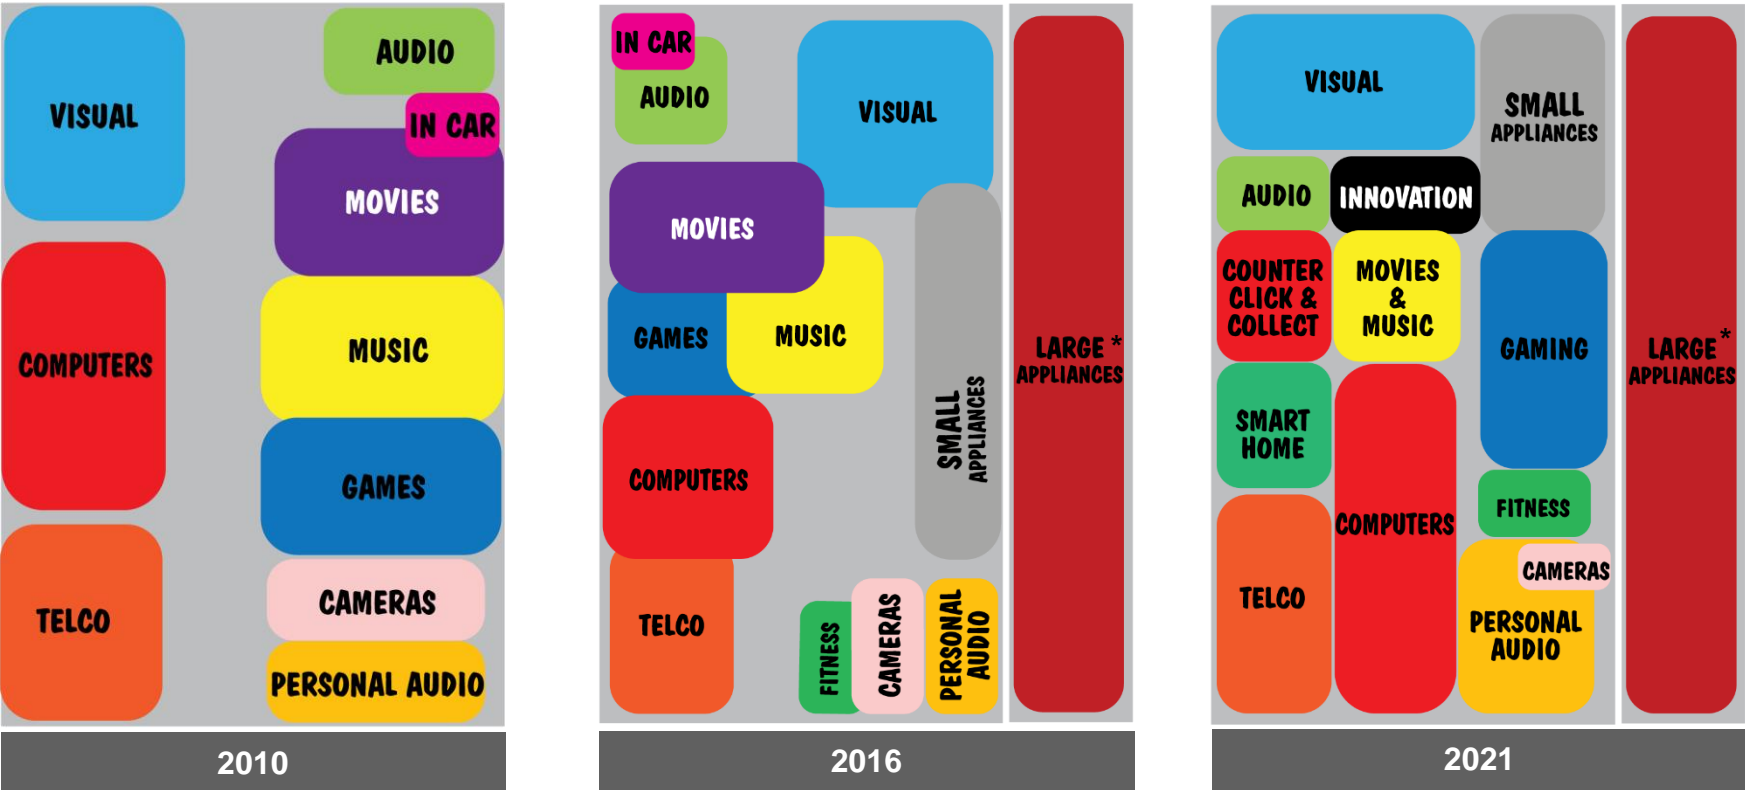 VISUAL
AUDIO
IN CAR
MOVIES
COMPUTERS
MUSIC
GAMES
TELCO
CAMERAS
PERSONAL AUDIO
2010
IN CAR
AUDIO
VISUAL
MOVIES
GAMES
MUSIC
SMALL
APPLIANCES
COMPUTERS
TELCO
FITNESS
CAMERAS
PERSONAL
AUDIO
LARGE *
APPLIANCES
2016
VISUAL
SMALL
APPLIANCES
AUDIO
INNOVATION
COUNTER
CLICK &
COLLECT
MOVIES
&
MUSIC
GAMING
SMART
HOME
COMPUTERS
FITNESS
TELCO
CAMERAS
PERSONAL
AUDIO
LARGE *
APPLIANCES
2021